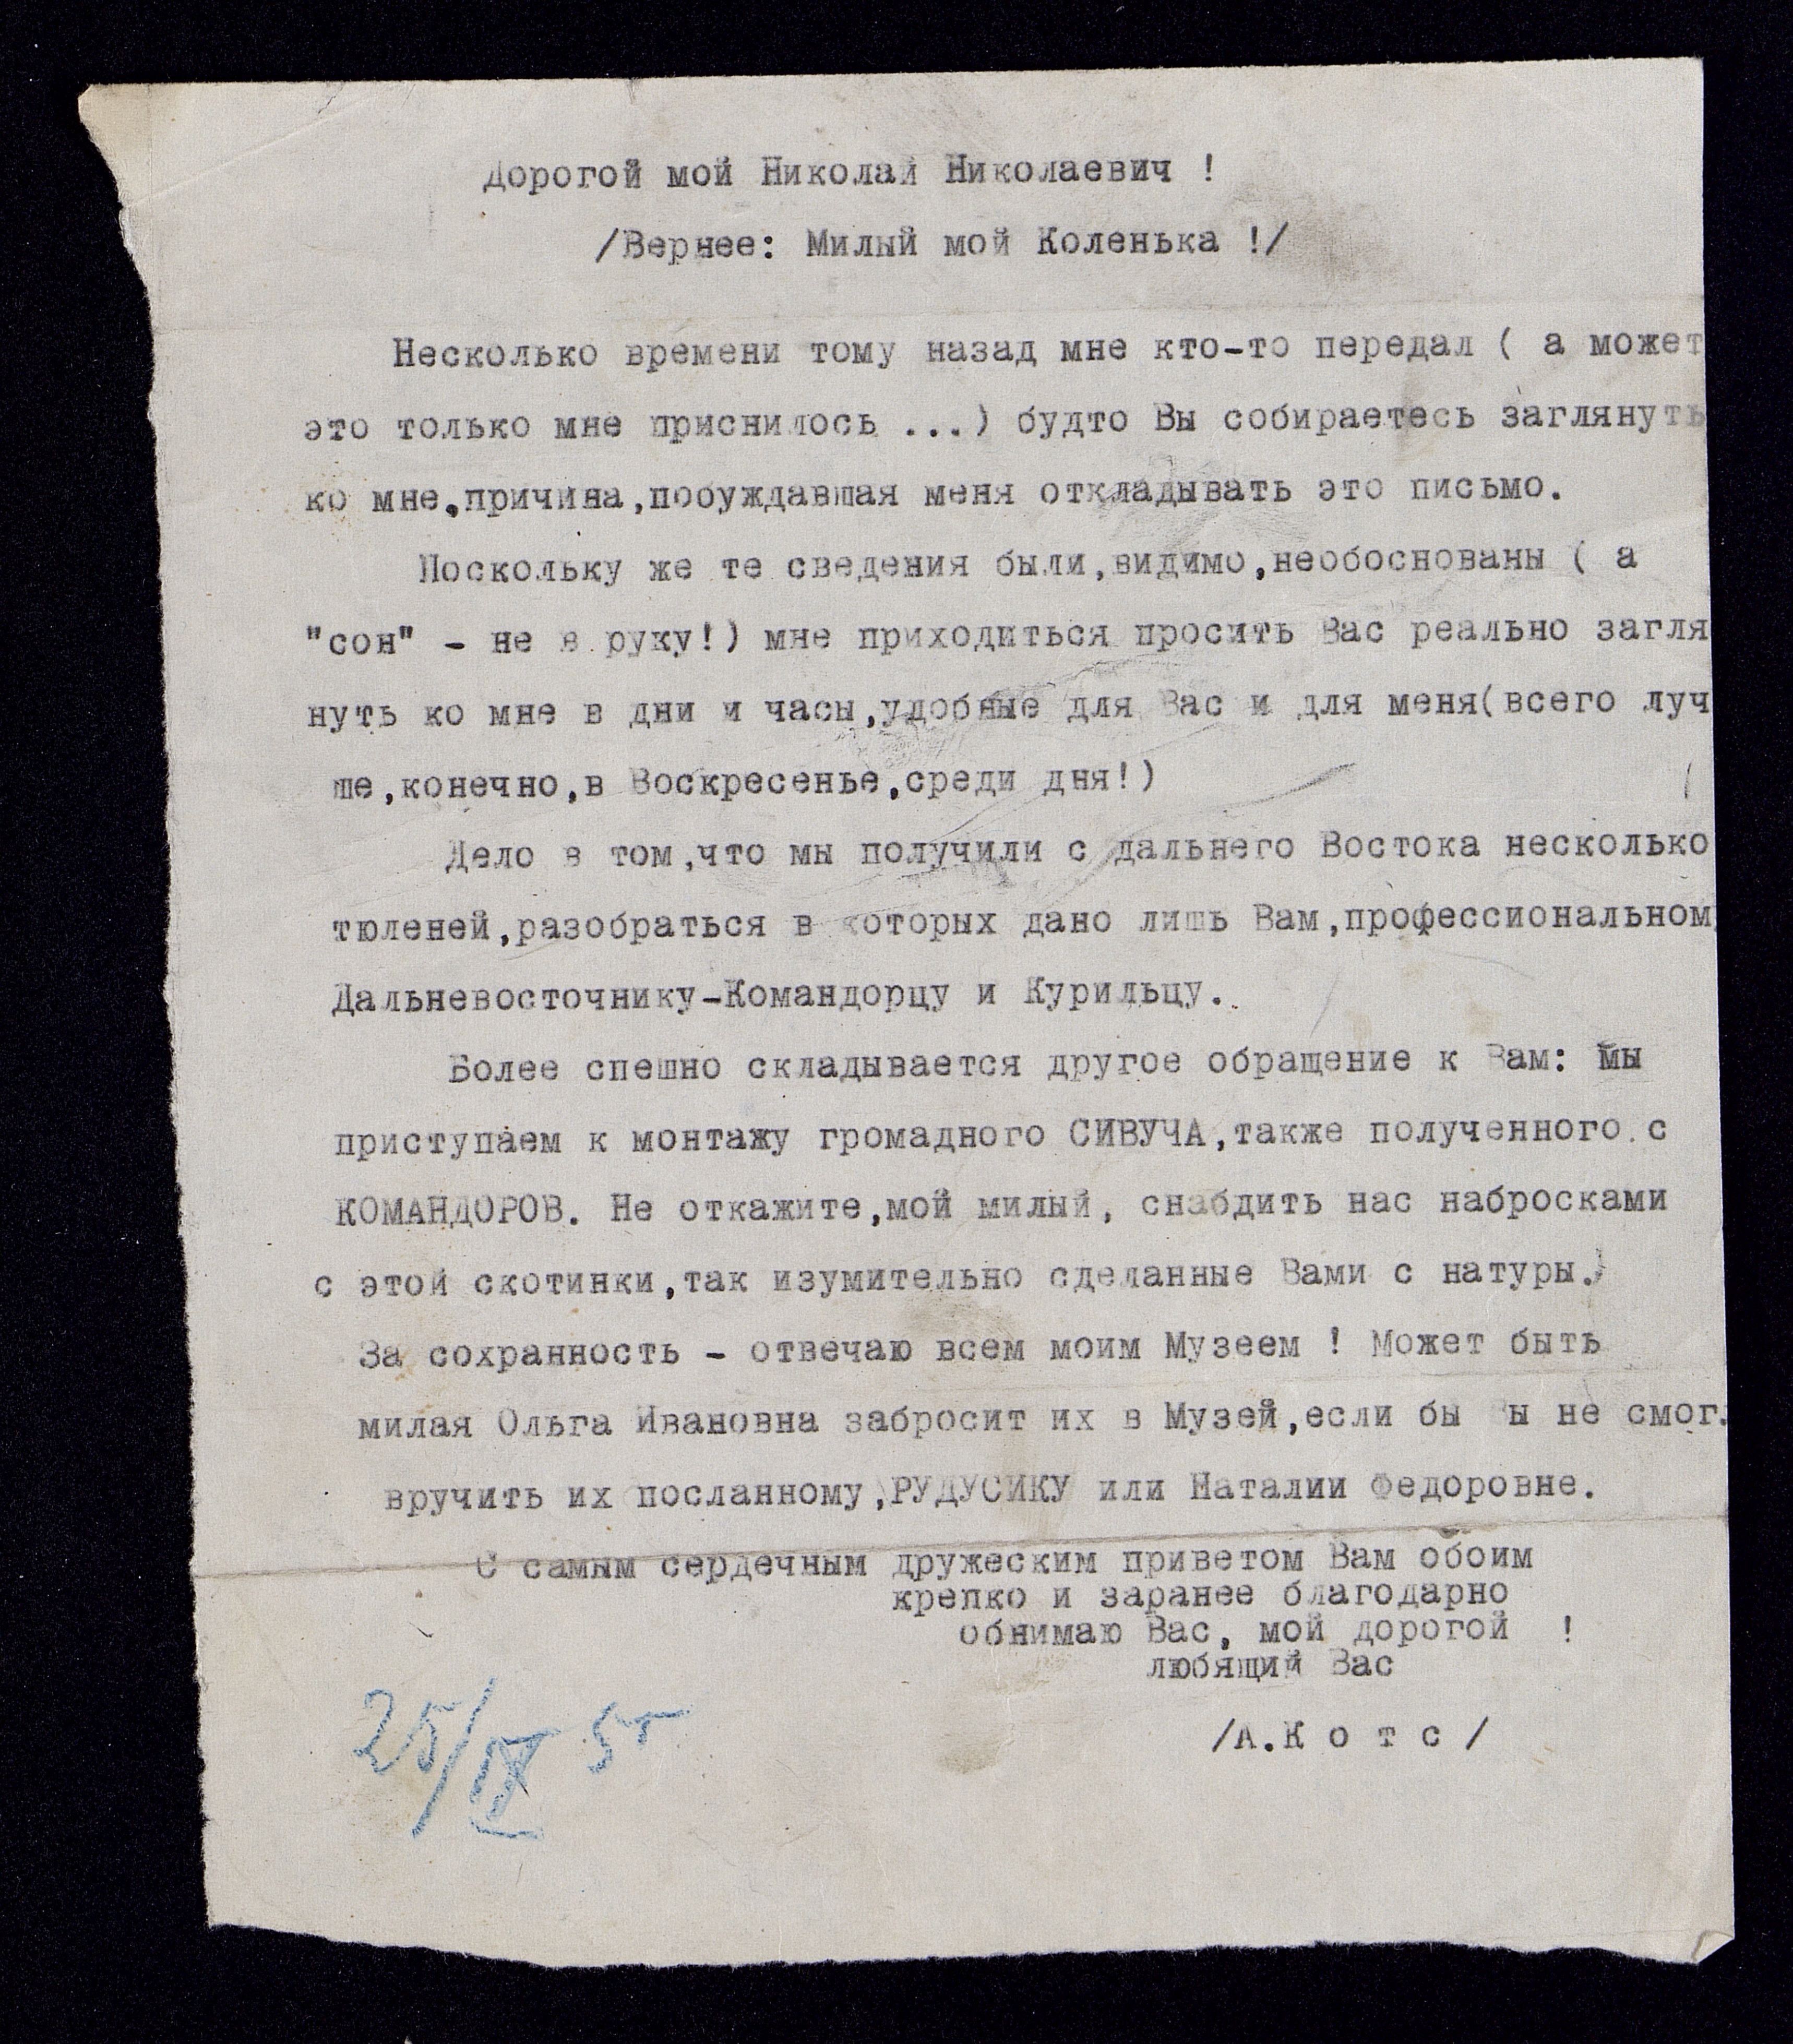 Дорогой мой Николай Николаевич !
/Вернее: Милый мой Коленька !/
Несколько времени тому назад мне кто-то передал ( а может
это только мне приснилось ...) будто Вы собираетесь заглянуть
ко мне,причина,побуждавшая меня откладывать это письмо.
Поскольку же те сведения были,видимо,необоснованы ( а
"сон" - не в руку!) мне приходиться просить Вас реально загля
нуть ко мне в дни и часы,удобные для Вас и для меня(всего луч
ше,конечно,в Воскресенье,среди дня!)
Дело в том,что мы получили с дальнего Востока несколько
тюленей,разобраться в которых дано лишь Вам,профессиональном
Дальневосточнику-Командорцу и Курильцу.
Более спешно складывается другое обращение к Вам: мы
приступаем к монтажу громадного СИВУЧА,также полученного с
КОМАНДОРОВ. Не откажите,мой милый, снабдить нас набросками
с этой скотинки,так изумительно сделанные Вами с натуры.)
За сохранность - отвечаю всем моим Музеем ! Может быть
милая Ольга Ивановна забросит их в Музей,если бы Вы не смогл
вручить их посланному,РУДУСИКУ или Наталии Федоровне.
С самым сердечным дружеским приветом Вам обоим
крепко и заранее благодарно
обнимаю Вас, мой дорогой !
любящий Вас
/А.К о т с /
25/IX 55